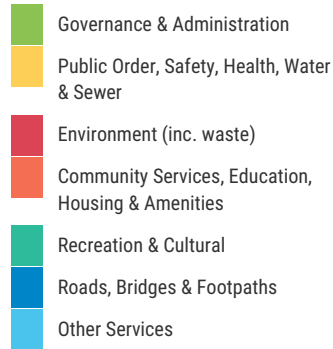 Governance & Administration
Public Order, Safety, Health, Water
& Sewer
Environment (inc. waste)
Community Services, Education,
Housing & Amenities
Recreation & Cultural
Roads, Bridges & Footpaths
Other Services